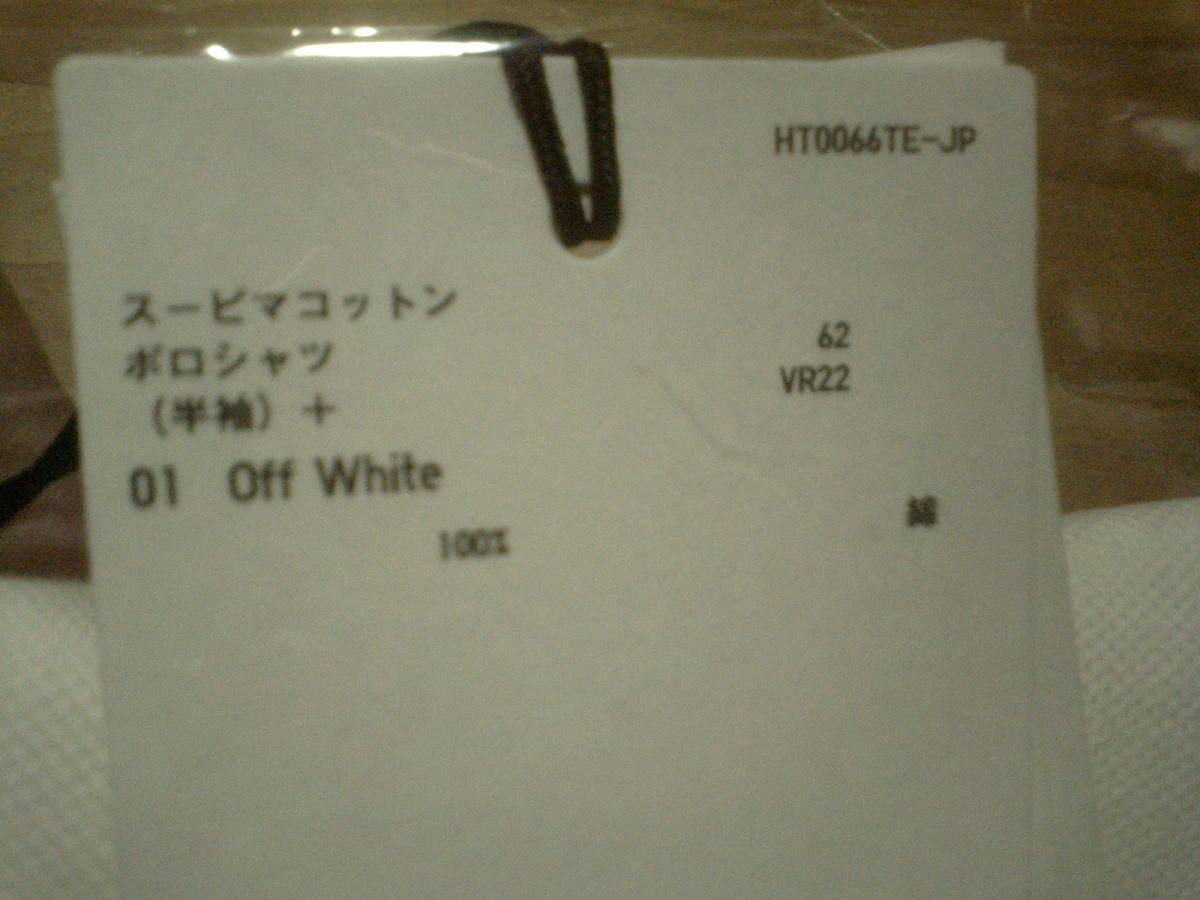 HT0066TE-JP
スーピマコットン
ポロシャツ
(半袖)+
62
VR22
01 Off White
綿
100%